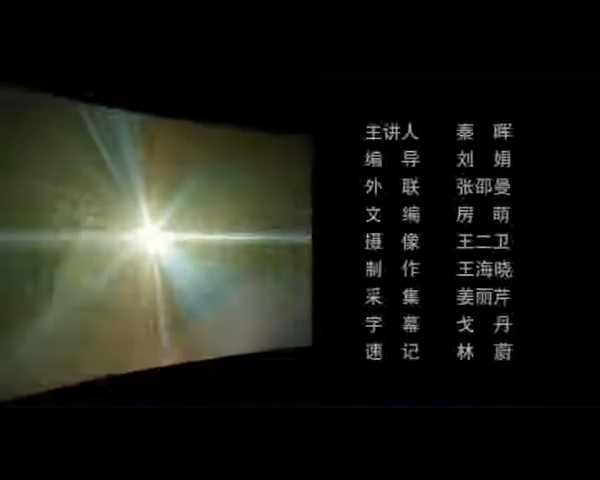 主讲人 秦 晖
编 导 刘 娟
外 联 张邵曼
文 编 房 萌
摄 像 王二卫
制 作 王海晓
采 集 姜丽芹
字 幕 戈 丹
速 记 林 蔚